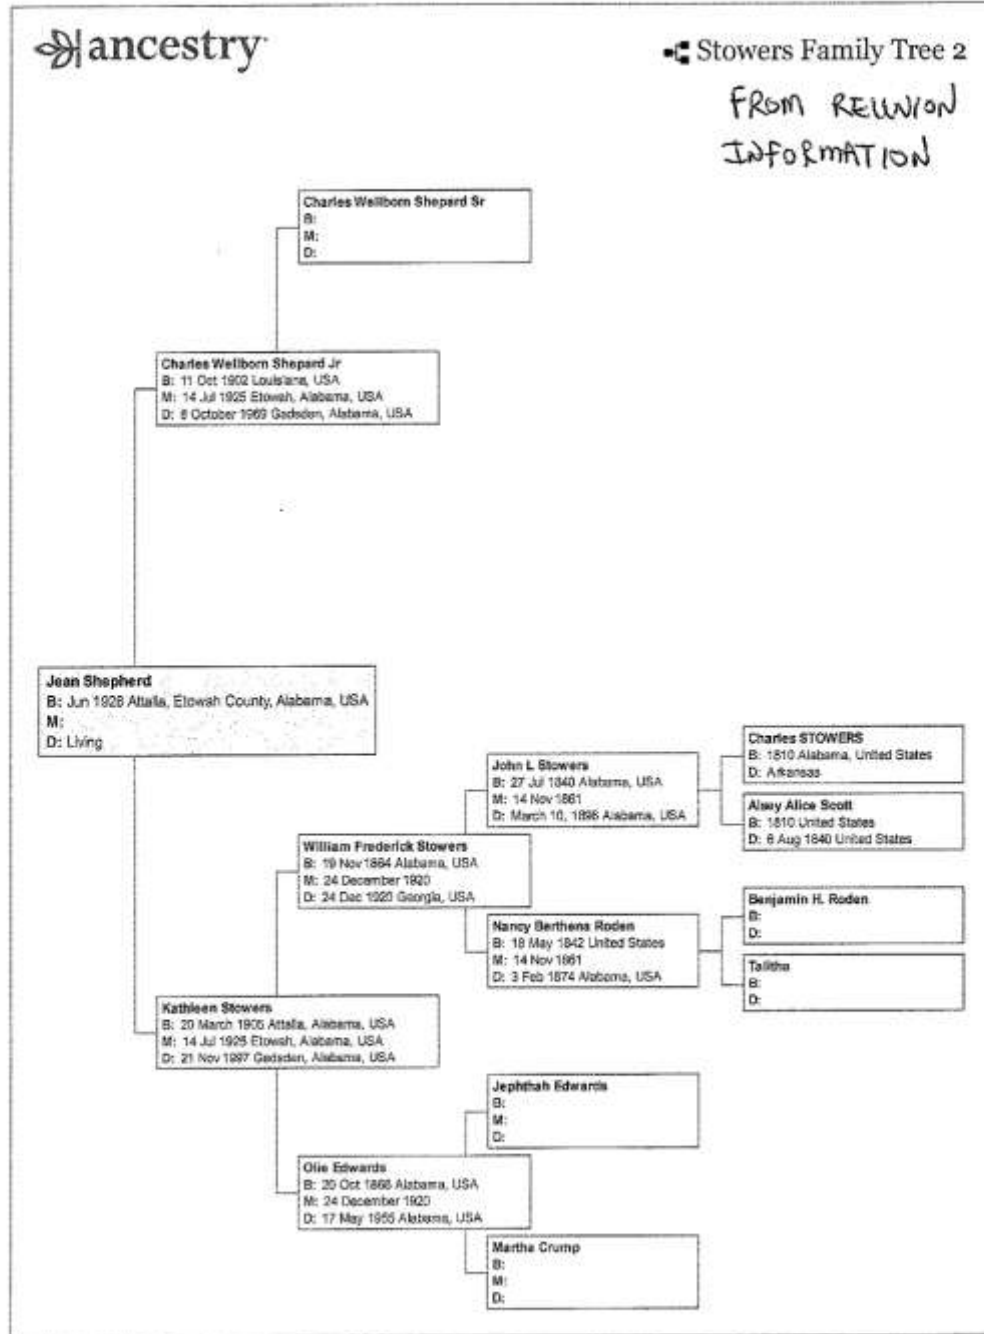 ancestry
Stowers Family Tree 2
FROM REUNION
INFORMATION
Charles Wellborn Shepard Sr
B:
M:
D:
Charles Wellborn Shepard Jr
B: 11 Oct 1902 Louisiana, USA
M: 14 Jul 1925 Etowah, Alabama, USA
D: 6 October 1969 Gadsden, Alabama, USA
Jean Shepherd
B: Jun 1928 Attalla, Etowah County, Alabama, USA
M:
D: Living
Charles STOWERS
B: 1810 Alabama, United States
D: Arkansas
John L Stowers
B: 27 Jul 1840 Alabama, USA
M: 14 Nov 1861
D: March 10, 1896 Alabama, USA
Alsey Alice Scott
B: 1810 United States
D: 6 Aug 1840 United States
William Frederick Stowers
B: 19 Nov 1864 Alabama, USA
M: 24 December 1920
D: 24 Dec 1920 Georgia, USA
Benjamin H. Roden
B:
D:
Nancy Berthena Roden
B: 18 May 1842 United States
M: 14 Nov 1861
D: 3 Feb 1874 Alabama, USA
Talitha
B:
D:
Kathleen Stowers
B: 20 March 1905 Attalla, Alabama, USA
M: 14 Jul 1925 Etowah, Alabama, USA
D: 21 Nov 1997 Gadsden, Alabama, USA
Jephthah Edwards
B:
M:
D:
Olie Edwards
B: 20 Oct 1866 Alabama, USA
M: 24 December 1920
D: 17 May 1955 Alabama, USA
Martha Crump
B:
M:
D: